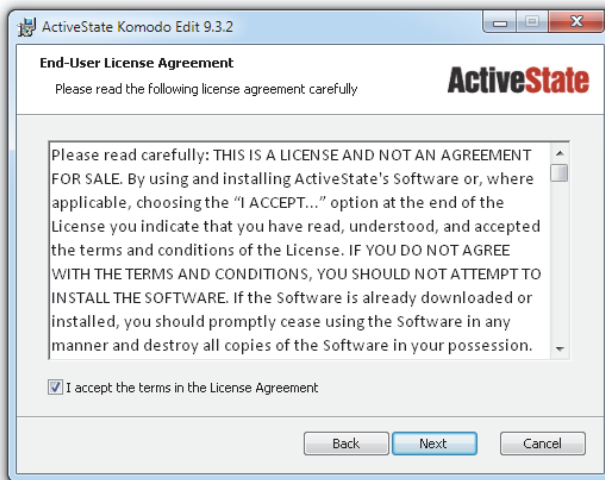 ActiveState Komodo Edit 9.3.2
End-User License Agreement
Please read the following license agreement carefully
ActiveState
Please read carefully: THIS IS A LICENSE AND NOT AN AGREEMENT
FOR SALE. By using and installing ActiveState's Software or, where
applicable, choosing the “I ACCEPT...” option at the end of the
License you indicate that you have read, understood, and accepted
the terms and conditions of the License. IF YOU DO NOT AGREE
WITH THE TERMS AND CONDITIONS, YOU SHOULD NOT ATTEMPT TO
INSTALL THE SOFTWARE. If the Software is already downloaded or
installed, you should promptly cease using the Software in any
manner and destroy all copies of the Software in your possession.
I accept the terms in the License Agreement
Back Next Cancel